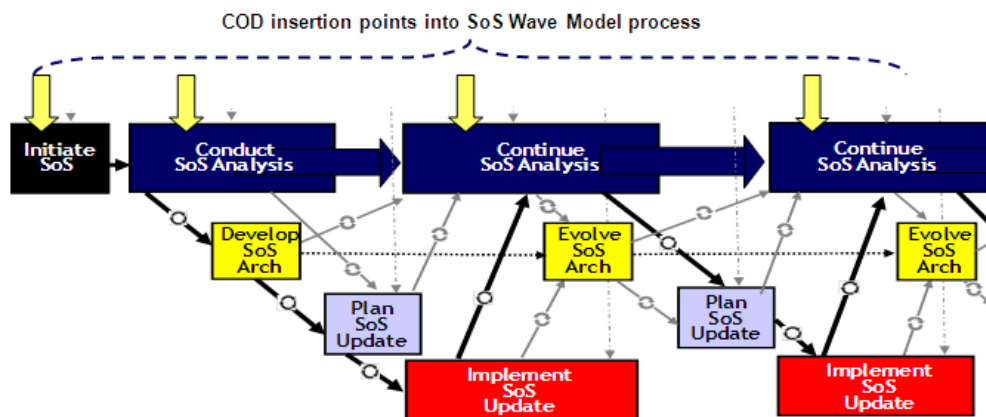 COD insertion points into SoS Wave Model process
Initiate
SoS
Conduct
SoS Analysis
Continue
SoS Analysis
Continue
SoS Analysis
Develop
SoS
Arch
Evolve
SoS
Arch
Evolve
SoS
Arch
Plan
SoS
Update
Plan
SoS
Update
Implement
SoS
Update
Implement
SoS
Update